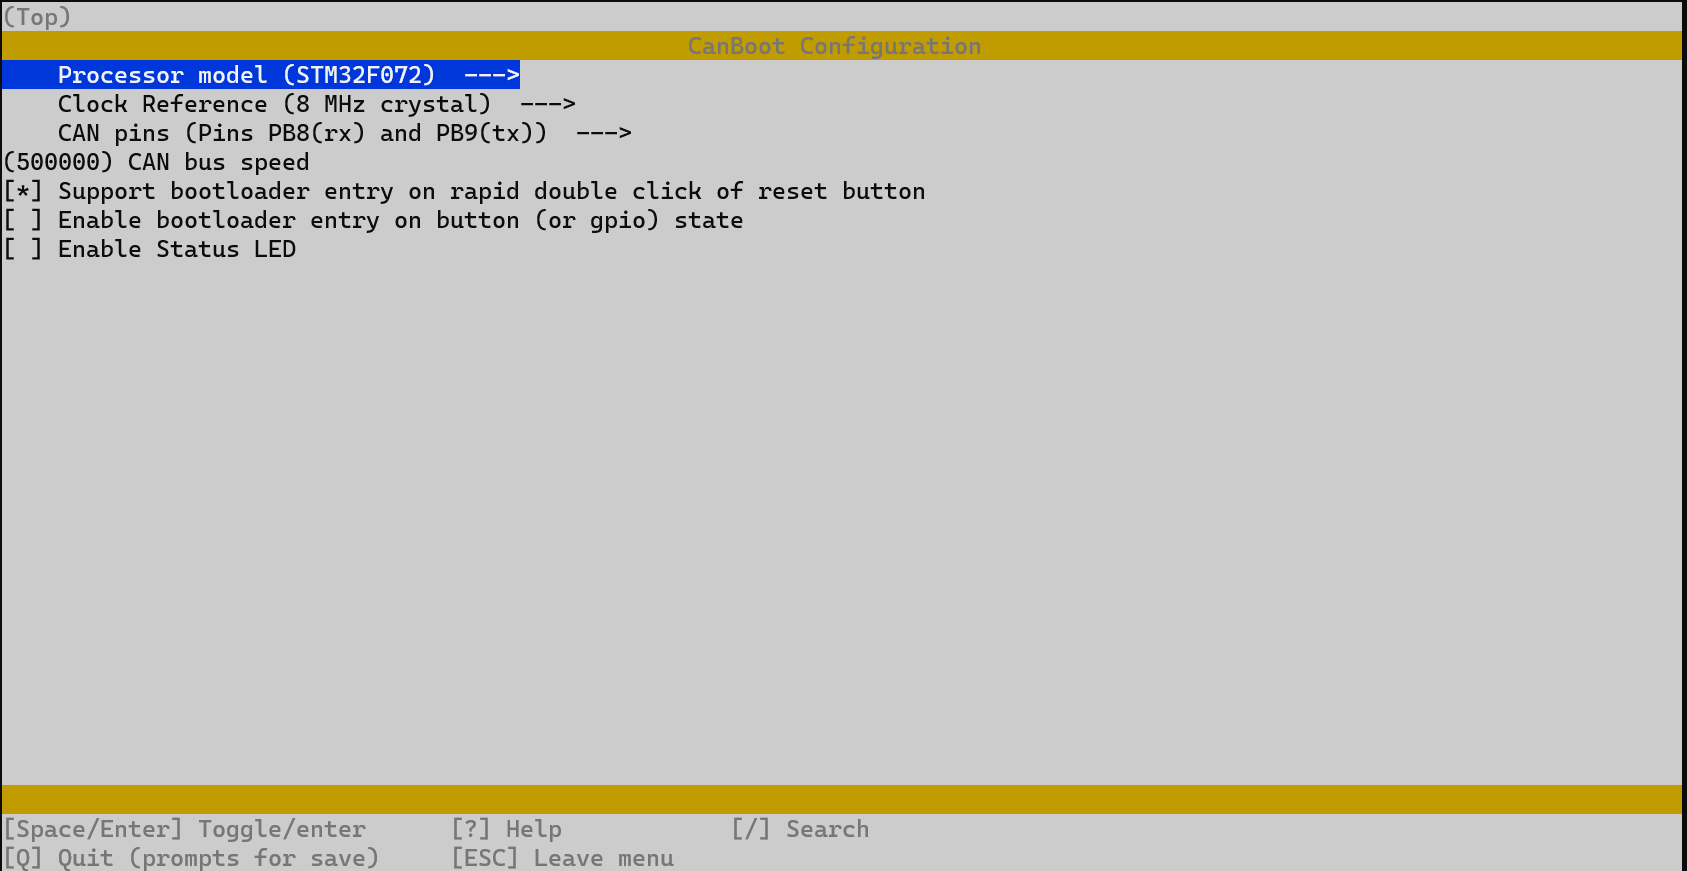 (Top)
CanBoot Configuration
Processor model (STM32F072)  --->
Clock Reference (8 MHz crystal)  --->
CAN pins (Pins PB8(rx) and PB9(tx))  --->
(500000) CAN bus speed
[*] Support bootloader entry on rapid double click of reset button
[ ] Enable bootloader entry on button (or gpio) state
[ ] Enable Status LED
[Space/Enter] Toggle/enter      [?] Help            [/] Search
[Q] Quit (prompts for save)     [ESC] Leave menu